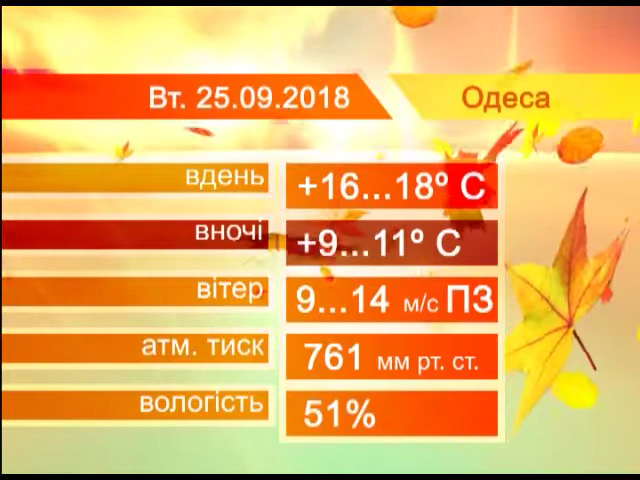 Вт. 25.09.2018 Одеса
вдень +16...18º С
вночі +9...11º С
вітер 9...14 м/с ПЗ
атм. тиск 761 мм рт. ст.
вологість 51%